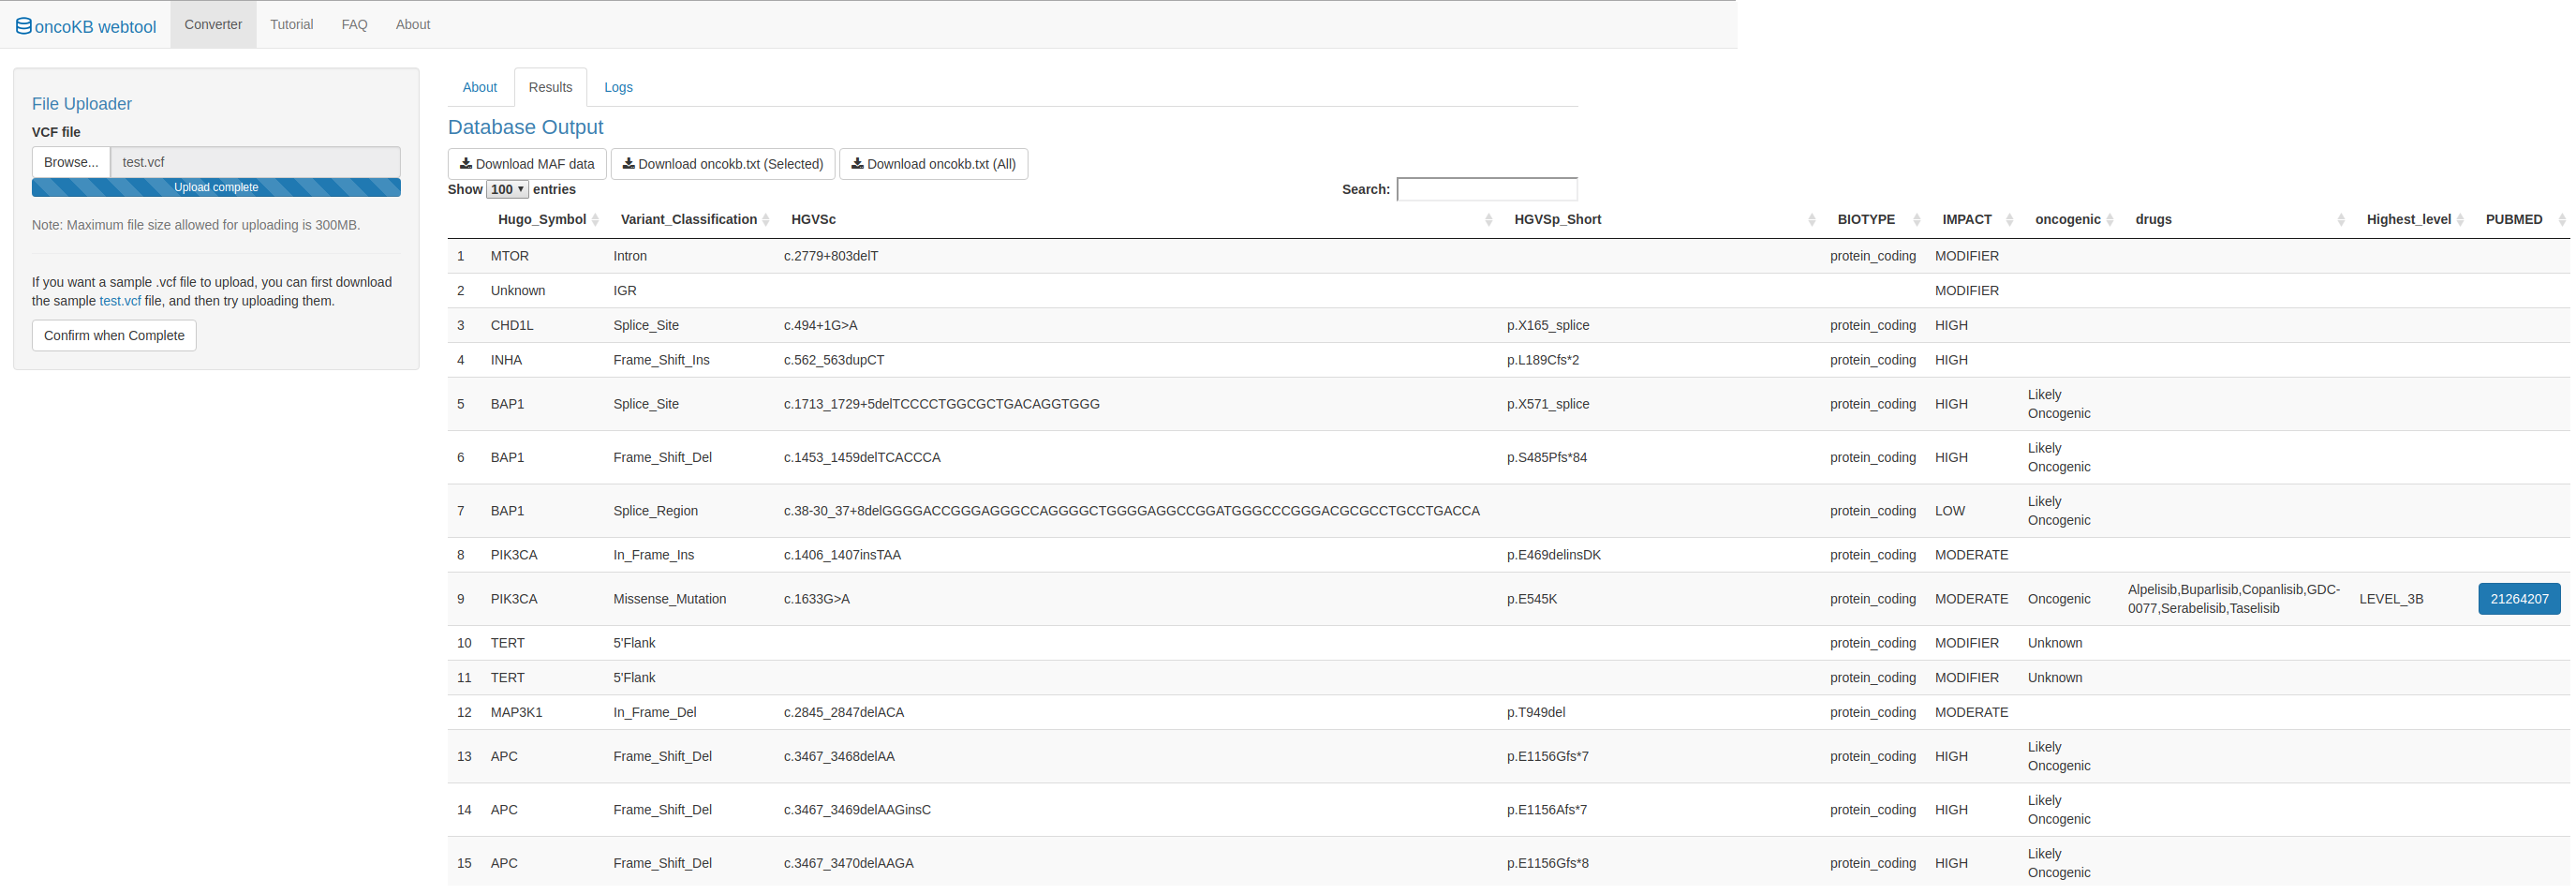 oncoKB webtool Converter Tutorial FAQ About
File Uploader
VCF file
Browse... test.vcf
Upload complete
Note: Maximum file size allowed for uploading is 300MB.
If you want a sample .vcf file to upload, you can first download
the sample test.vcf file, and then try uploading them.
Confirm when Complete
About Results Logs
Database Output
Download MAF data Download oncokb.txt (Selected) Download oncokb.txt (All)
Show 100 entries Search:
Hugo_Symbol Variant_Classification HGVSc HGVSp_Short BIOTYPE IMPACT oncogenic drugs Highest_level PUBMED
1 MTOR Intron c.2779+803delT protein_coding MODIFIER
2 Unknown IGR MODIFIER
3 CHD1L Splice_Site c.494+1G>A p.X165_splice protein_coding HIGH
4 INHA Frame_Shift_Ins c.562_563dupCT p.L189Cfs*2 protein_coding HIGH
5 BAP1 Splice_Site c.1713_1729+5delTCCCCTGGCGCTGACAGGTGGG p.X571_splice protein_coding HIGH Likely
Oncogenic
6 BAP1 Frame_Shift_Del c.1453_1459delTCACCCA p.S485Pfs*84 protein_coding HIGH Likely
Oncogenic
7 BAP1 Splice_Region c.38-30_37+8delGGGGACCGGGAGGGCCAGGGGCTGGGGAGGCCGGATGGGCCCGGGACGCGCCTGCCTGACCA protein_coding LOW Likely
Oncogenic
8 PIK3CA In_Frame_Ins c.1406_1407insTAA p.E469delinsDK protein_coding MODERATE
9 PIK3CA Missense_Mutation c.1633G>A p.E545K protein_coding MODERATE Oncogenic Alpelisib,Buparlisib,Copanlisib,GDC-
0077,Serabelisib,Taselisib LEVEL_3B 21264207
10 TERT 5'Flank protein_coding MODIFIER Unknown
11 TERT 5'Flank protein_coding MODIFIER Unknown
12 MAP3K1 In_Frame_Del c.2845_2847delACA p.T949del protein_coding MODERATE
13 APC Frame_Shift_Del c.3467_3468delAA p.E1156Gfs*7 protein_coding HIGH Likely
Oncogenic
14 APC Frame_Shift_Del c.3467_3469delAAGinsC p.E1156Afs*7 protein_coding HIGH Likely
Oncogenic
15 APC Frame_Shift_Del c.3467_3470delAAGA p.E1156Gfs*8 protein_coding HIGH Likely
Oncogenic